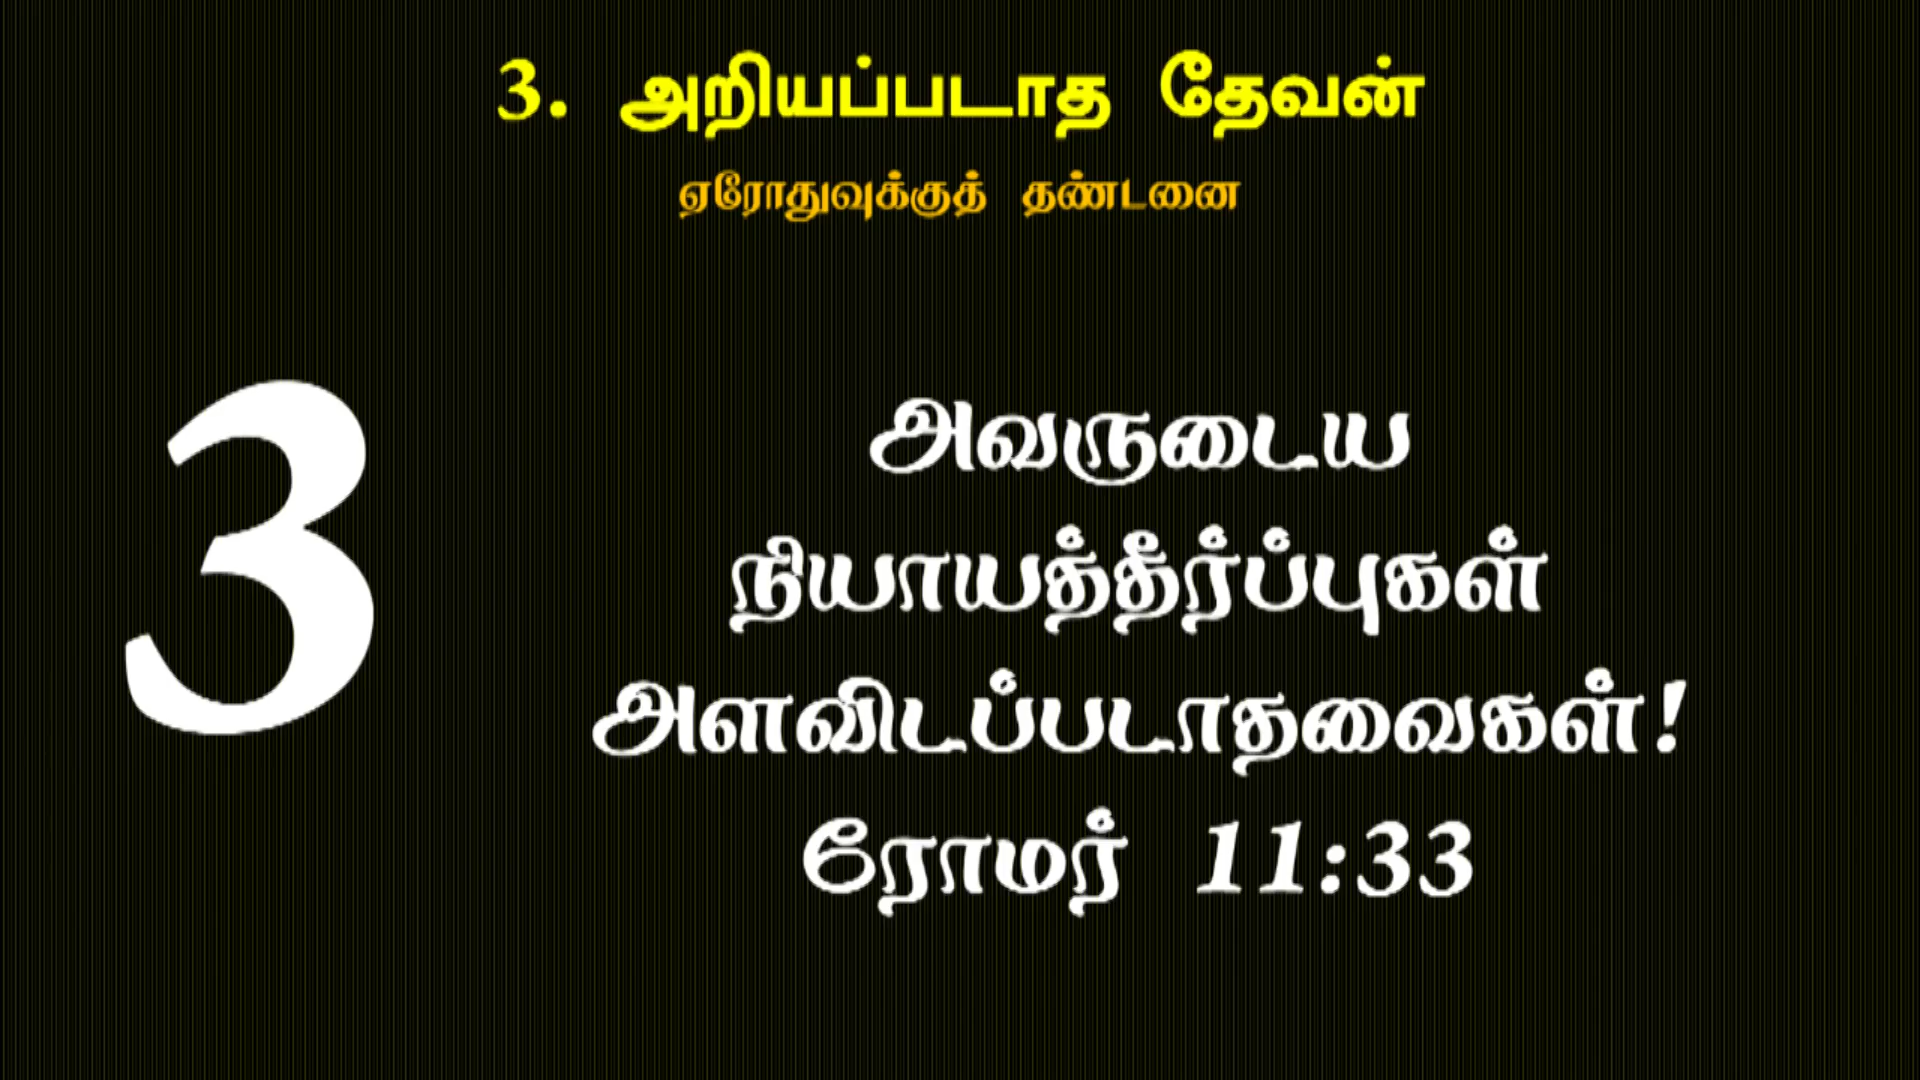 3. அறியப்படாத தேவன்
ஏரோதுவுக்குத் தண்டனை
3
அவருடைய
நியாயத்தீர்ப்புகள்
அளவிடப்படாதவைகள்!
ரோமர் 11:33